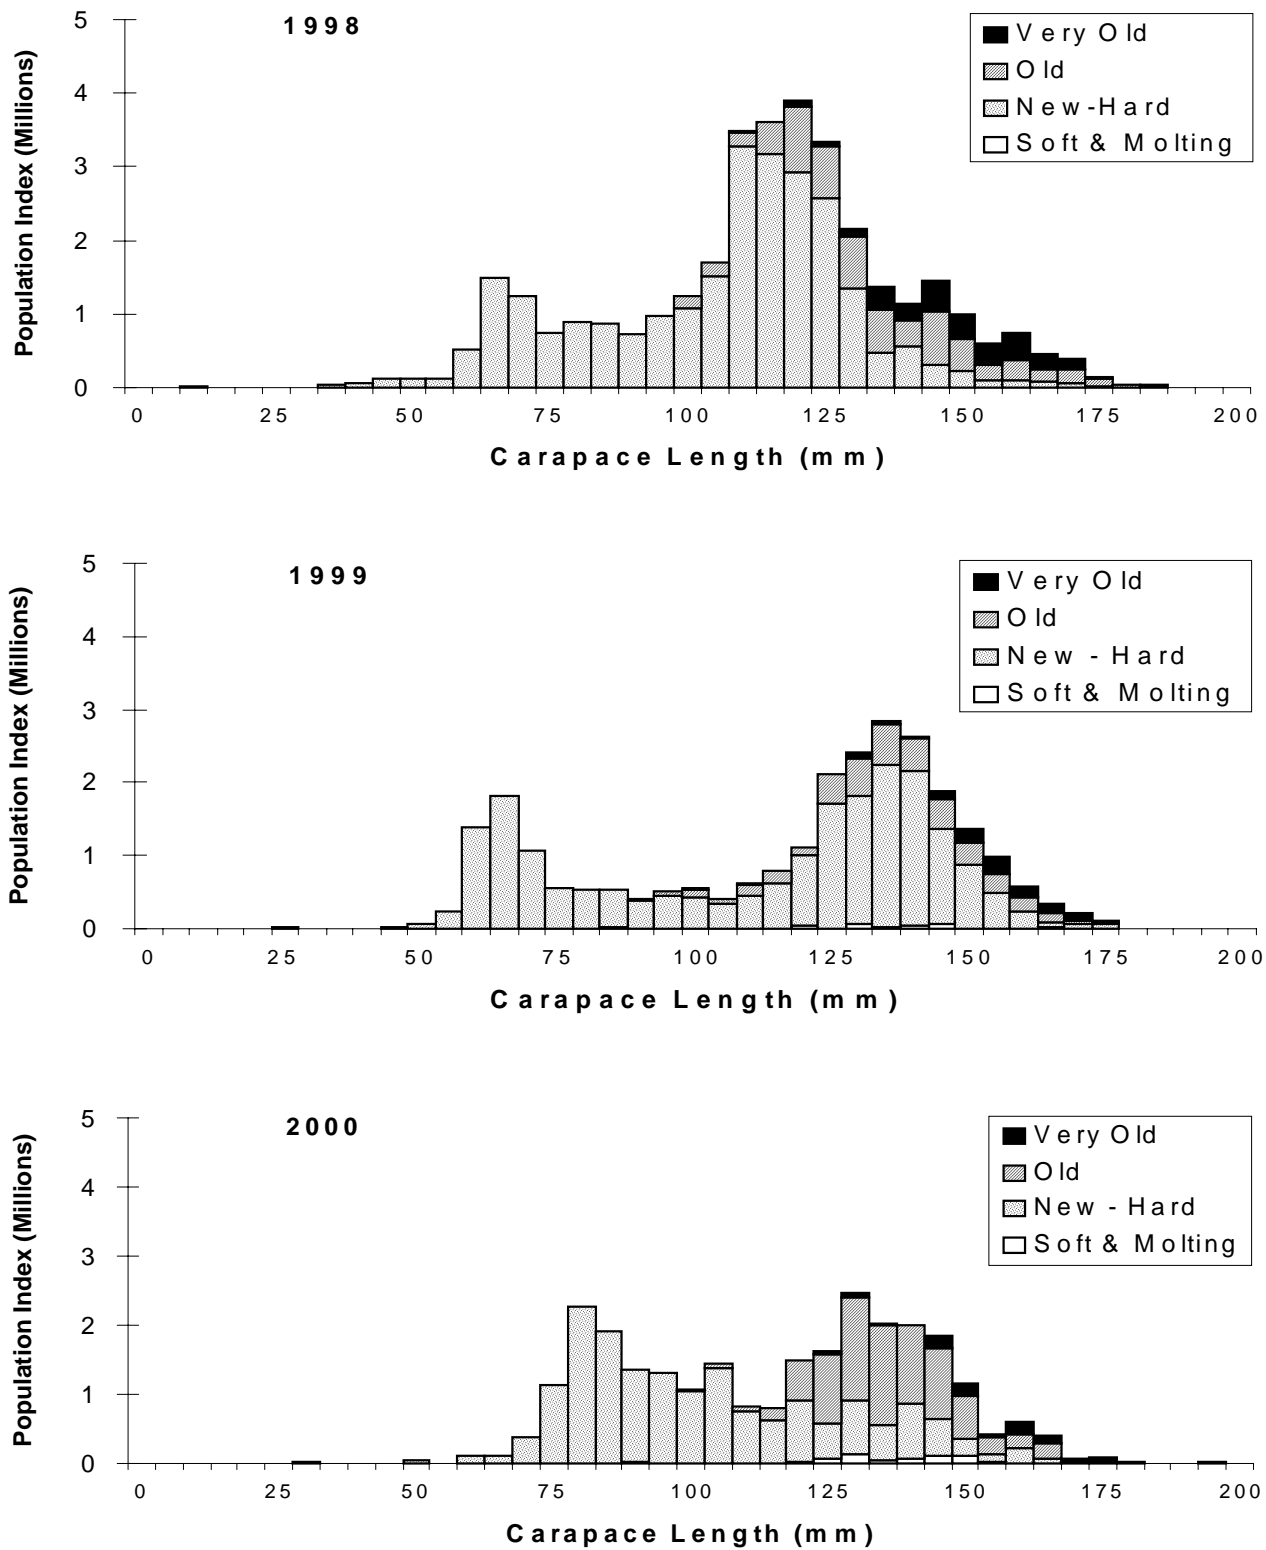 1998
Very Old
Old
New-Hard
Soft & Molting
Population Index (Millions)
5
4
3
2
1
0
0 25 50 75 100 125 150 175 200
Carapace Length (mm)
1999
Very Old
Old
New - Hard
Soft & Molting
Population Index (Millions)
5
4
3
2
1
0
0 25 50 75 100 125 150 175 200
Carapace Length (mm)
2000
Very Old
Old
New - Hard
Soft & Molting
Population Index (Millions)
5
4
3
2
1
0
0 25 50 75 100 125 150 175 200
Carapace Length (mm)